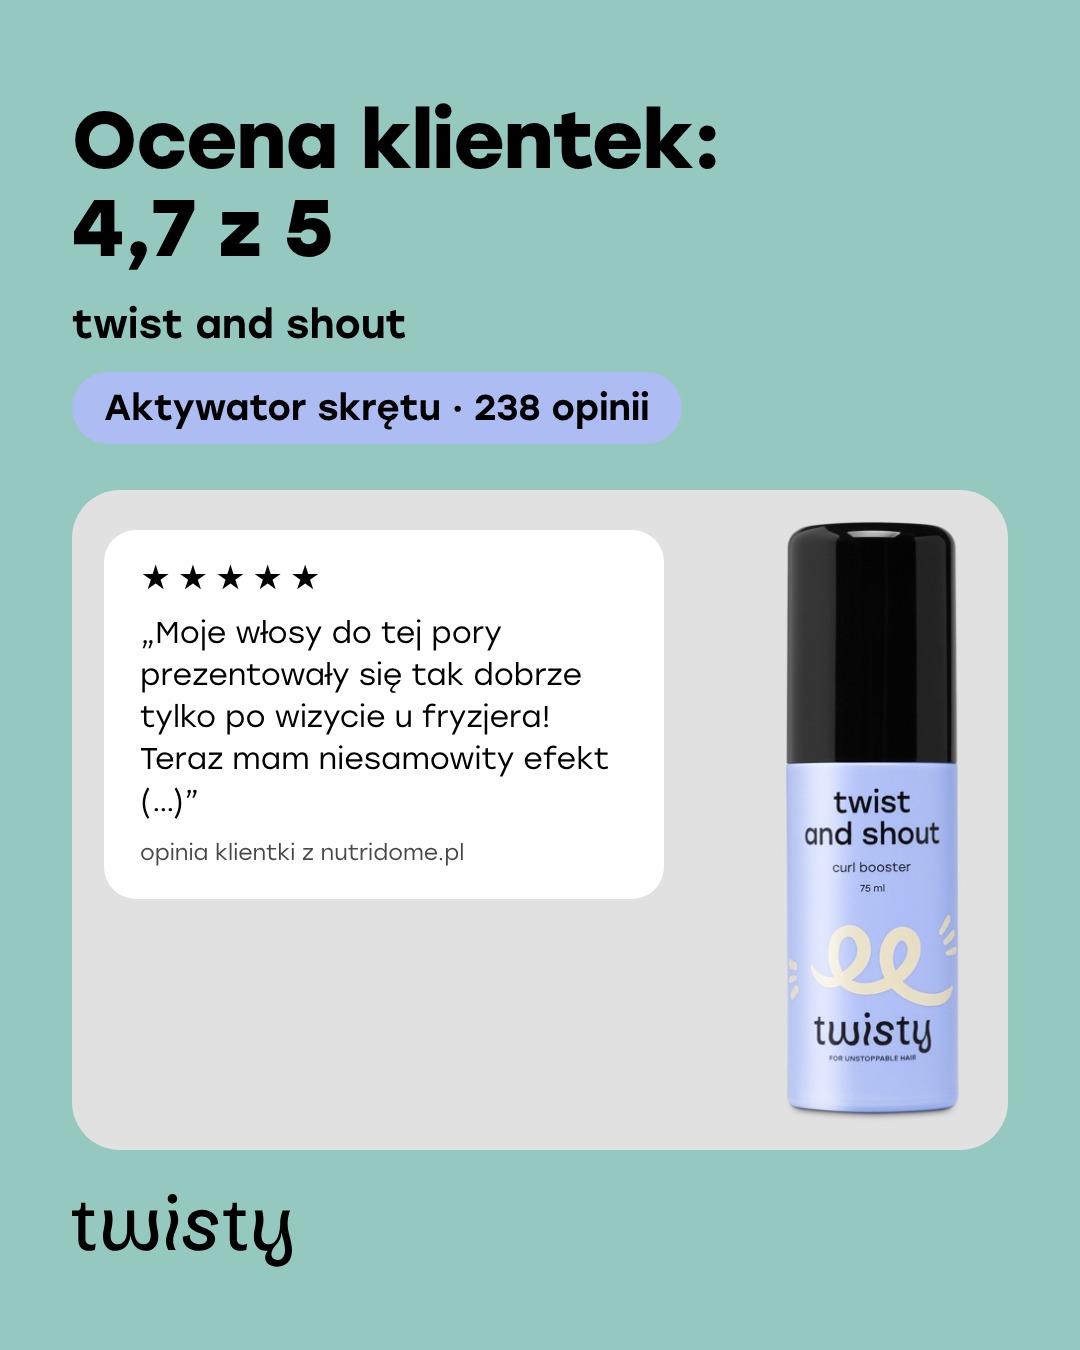 Ocena klientek:
4,7 z 5
twist and shout
Aktywator skrętu · 238 opinii
★ ★ ★ ★ ★
„Moje włosy do tej pory
prezentowały się tak dobrze
tylko po wizycie u fryzjera!
Teraz mam niesamowity efekt
(...)”
opinia klientki z nutridome.pl
twist
and shout
curl booster
75 ml
twisty
FOR UNSTOPPABLE HAIR
twisty